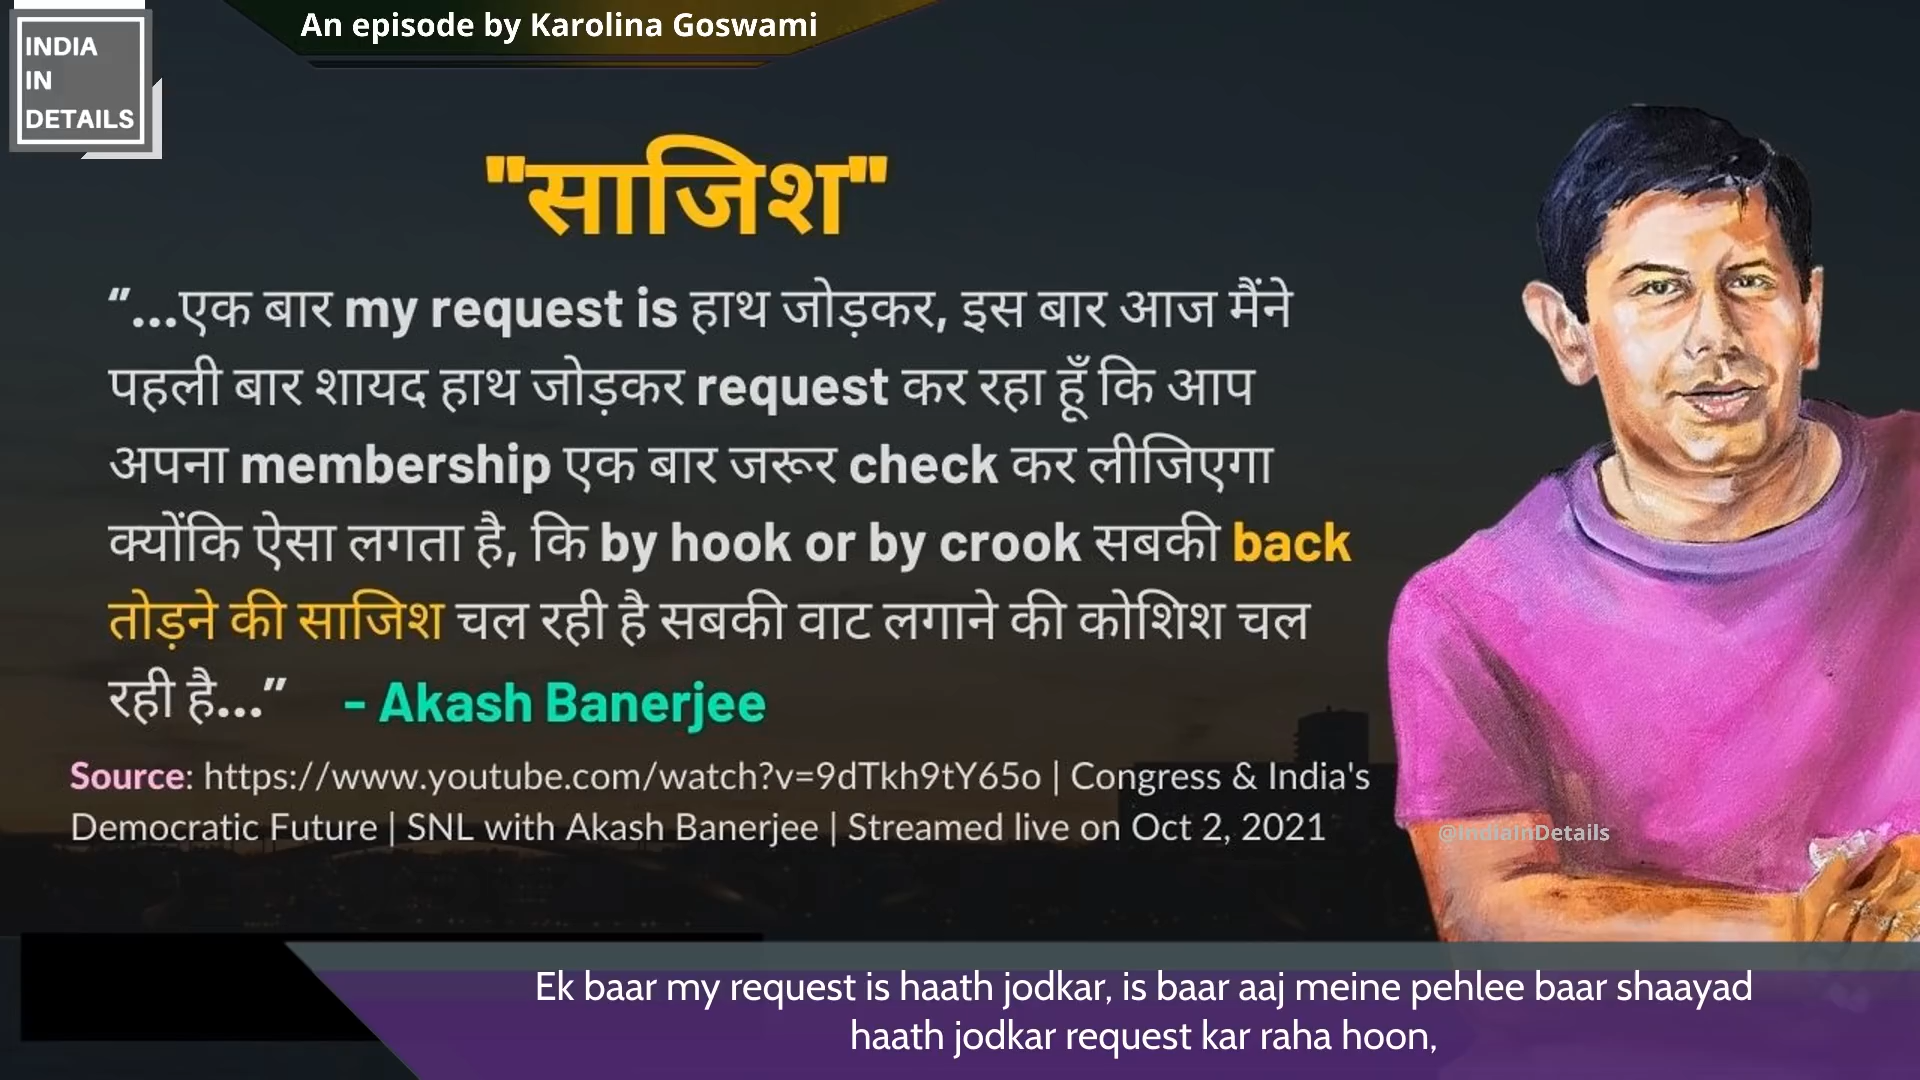 An episode by Karolina Goswami
INDIA
IN
DETAILS
"साजिश"
“...एक बार my request is हाथ जोड़कर, इस बार आज मैंने
पहली बार शायद हाथ जोड़कर request कर रहा हूँ कि आप
अपना membership एक बार जरूर check कर लीजिएगा
क्योंकि ऐसा लगता है, कि by hook or by crook सबकी back
तोड़ने की साजिश चल रही है सबकी वाट लगाने की कोशिश चल
रही है...” - Akash Banerjee
Source: https://www.youtube.com/watch?v=9dTkh9tY65o | Congress & India's
Democratic Future | SNL with Akash Banerjee | Streamed live on Oct 2, 2021
@IndiaInDetails
Ek baar my request is haath jodkar, is baar aaj meine pehlee baar shaayad
haath jodkar request kar raha hoon,